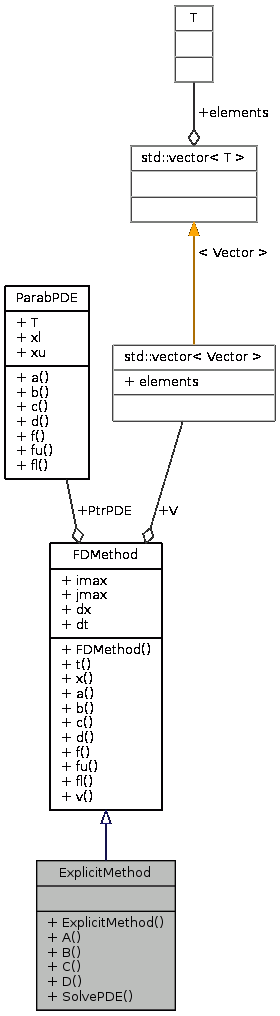 T
+elements
std::vector< T >
< Vector >
ParabPDE
+ T
+ xl
+ xu
+ a()
+ b()
+ c()
+ d()
+ f()
+ fu()
+ fl()
std::vector< Vector >
+ elements
+PtrPDE
+V
FDMethod
+ imax
+ jmax
+ dx
+ dt
+ FDMethod()
+ t()
+ x()
+ a()
+ b()
+ c()
+ d()
+ f()
+ fu()
+ fl()
+ v()
ExplicitMethod
+ ExplicitMethod()
+ A()
+ B()
+ C()
+ D()
+ SolvePDE()